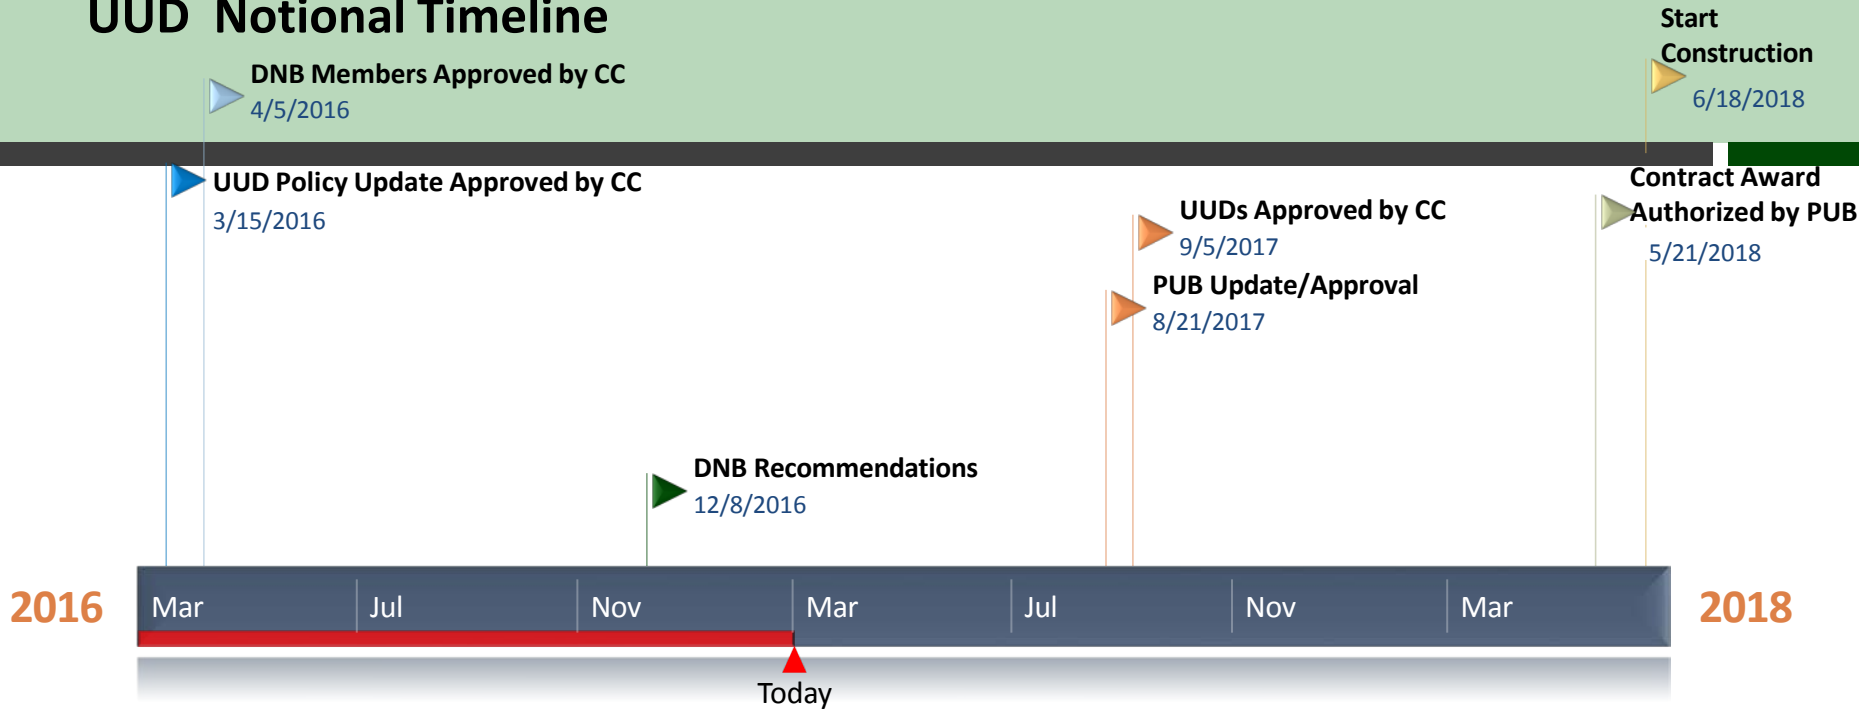 UUD Notional Timeline
DNB Members Approved by CC
4/5/2016
Start
Construction
6/18/2018
UUD Policy Update Approved by CC
3/15/2016
UUDs Approved by CC
9/5/2017
Contract Award
Authorized by PUB
5/21/2018
PUB Update/Approval
8/21/2017
DNB Recommendations
12/8/2016
2016 Mar Jul Nov Mar Jul Nov Mar 2018
Today